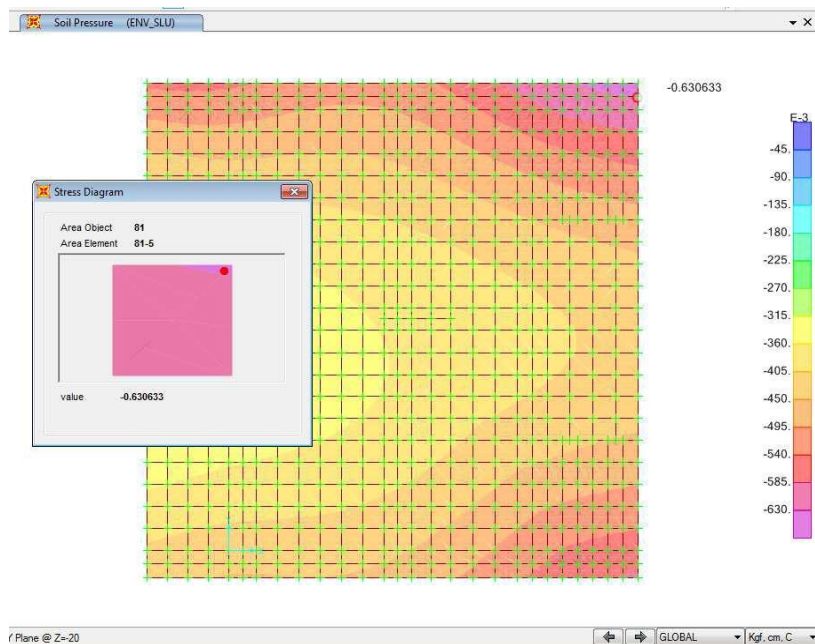 Soil Pressure (ENV_SLU)
-0.630633
E-3
-45.
-90.
-135.
-180.
-225.
-270.
-315.
-360.
-405.
-450.
-495.
-540.
-585.
-630.
Stress Diagram
Area Object 81
Area Element 81-5
value -0.630633
Y Plane @ Z=-20
GLOBAL
Kgf, cm, C